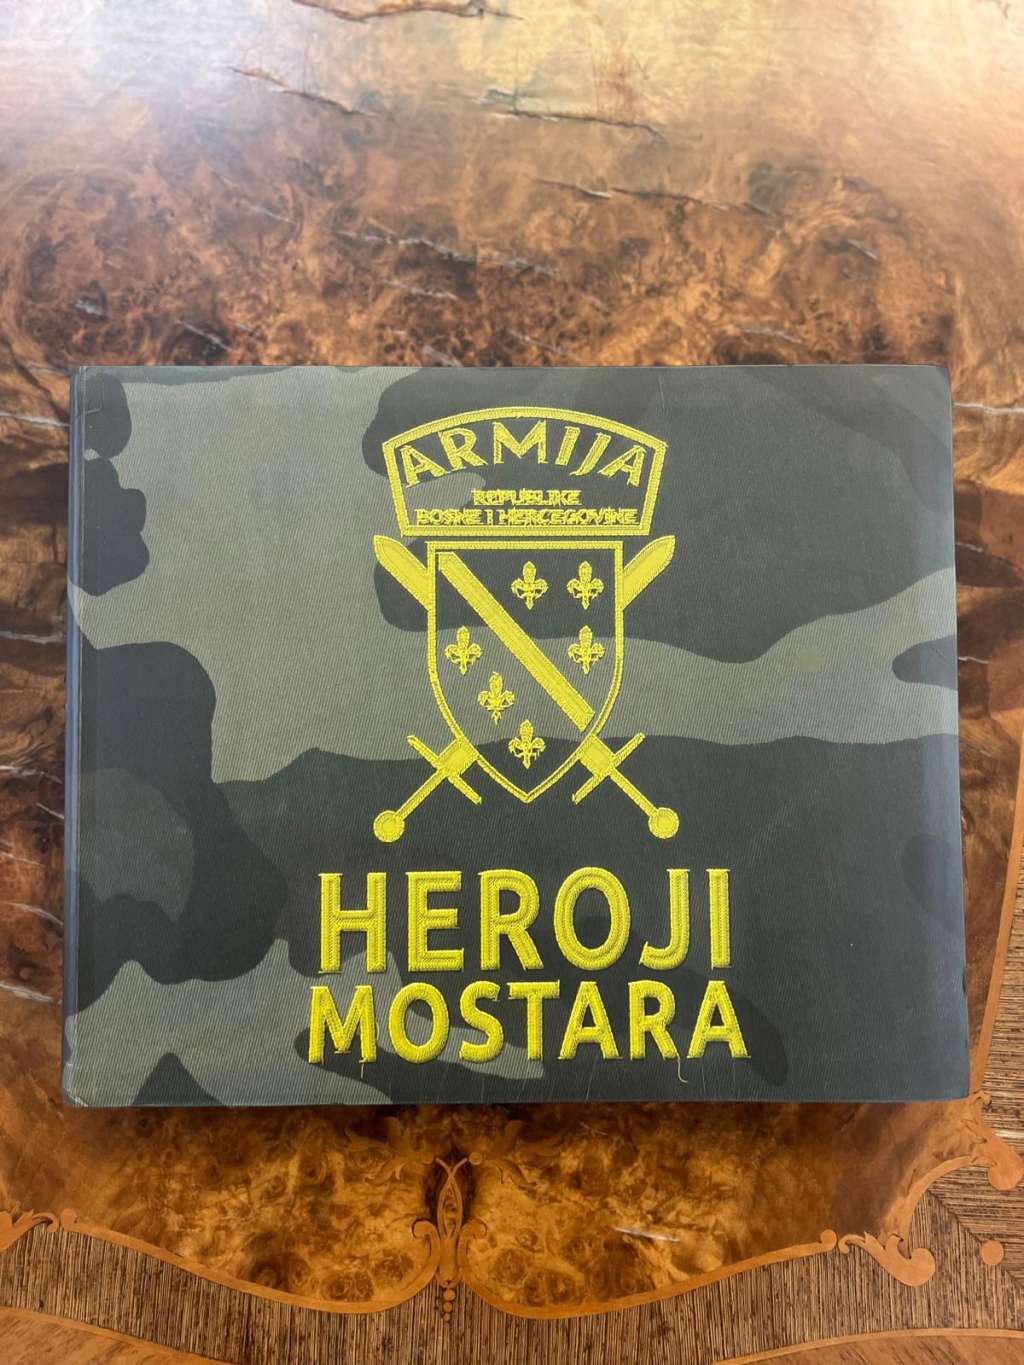 ARMIJA
REPUBLIKE
BOSNE I HERCEGOVINE
HEROJI
MOSTARA